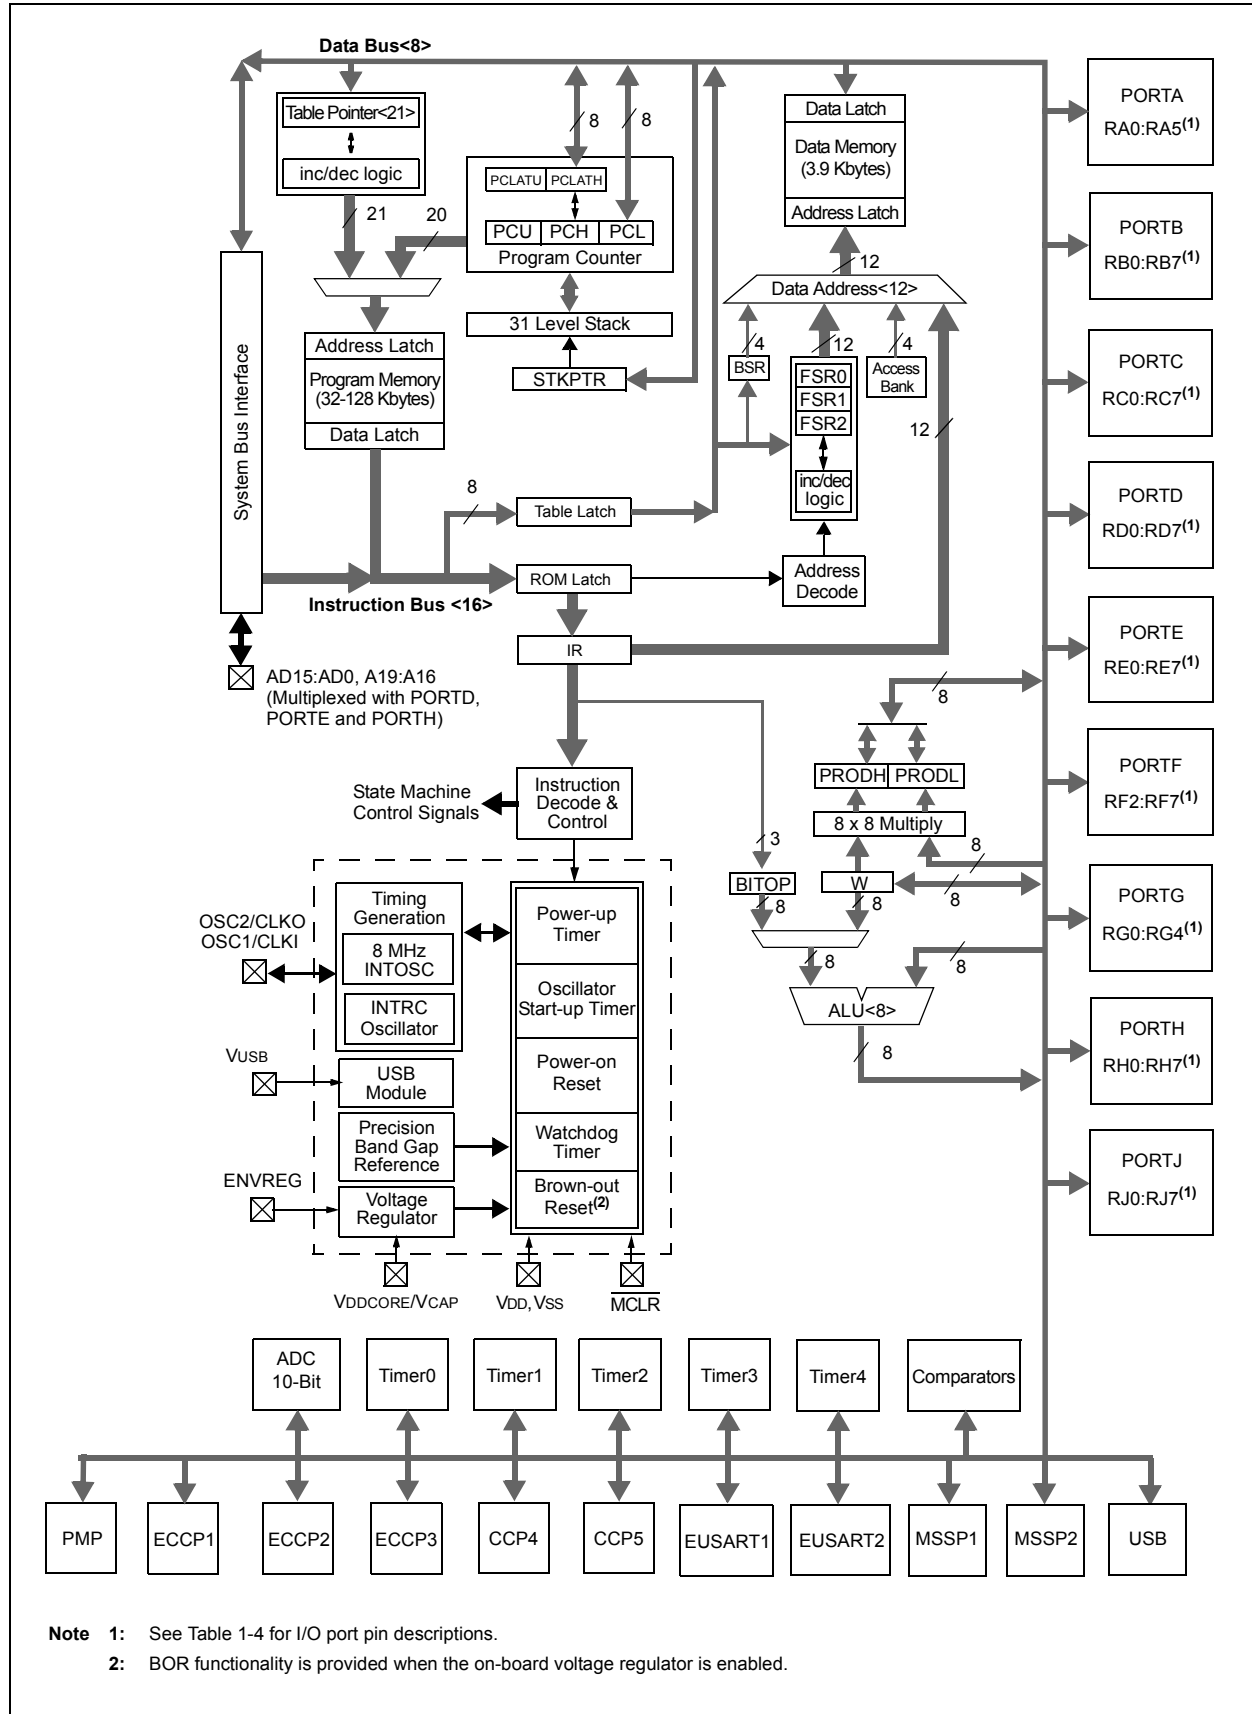 Data Bus<8>
Table Pointer<21>
inc/dec logic
21
20
8
8
PCLATU
PCLATH
PCU
PCH
PCL
Program Counter
31 Level Stack
STKPTR
Data Latch
Data Memory
(3.9 Kbytes)
Address Latch
12
Data Address<12>
4
12
4
BSR
FSR0
FSR1
FSR2
inc/dec
logic
Access
Bank
12
System Bus Interface
Address Latch
Program Memory
(32-128 Kbytes)
Data Latch
8
Table Latch
ROM Latch
Address
Decode
Instruction Bus <16>
IR
AD15:AD0, A19:A16
(Multiplexed with PORTD,
PORTE and PORTH)
8
PRODH
PRODL
8 x 8 Multiply
8
State Machine
Control Signals
Instruction
Decode &
Control
3
BITOP
W
8
8
8
8
8
ALU<8>
8
OSC2/CLKO
OSC1/CLKI
Timing
Generation
8 MHz
INTOSC
INTRC
Oscillator
Power-up
Timer
Oscillator
Start-up Timer
Power-on
Reset
Watchdog
Timer
Brown-out
Reset(2)
VUSB
USB
Module
Precision
Band Gap
Reference
ENVREG
Voltage
Regulator
VDDCORE/VCAP
VDD, VSS
MCLR
PORTA
RA0:RA5(1)
PORTB
RB0:RB7(1)
PORTC
RC0:RC7(1)
PORTD
RD0:RD7(1)
PORTE
RE0:RE7(1)
PORTF
RF2:RF7(1)
PORTG
RG0:RG4(1)
PORTH
RH0:RH7(1)
PORTJ
RJ0:RJ7(1)
ADC
10-Bit
Timer0
Timer1
Timer2
Timer3
Timer4
Comparators
PMP
ECCP1
ECCP2
ECCP3
CCP4
CCP5
EUSART1
EUSART2
MSSP1
MSSP2
USB
Note 1: See Table 1-4 for I/O port pin descriptions.
2: BOR functionality is provided when the on-board voltage regulator is enabled.